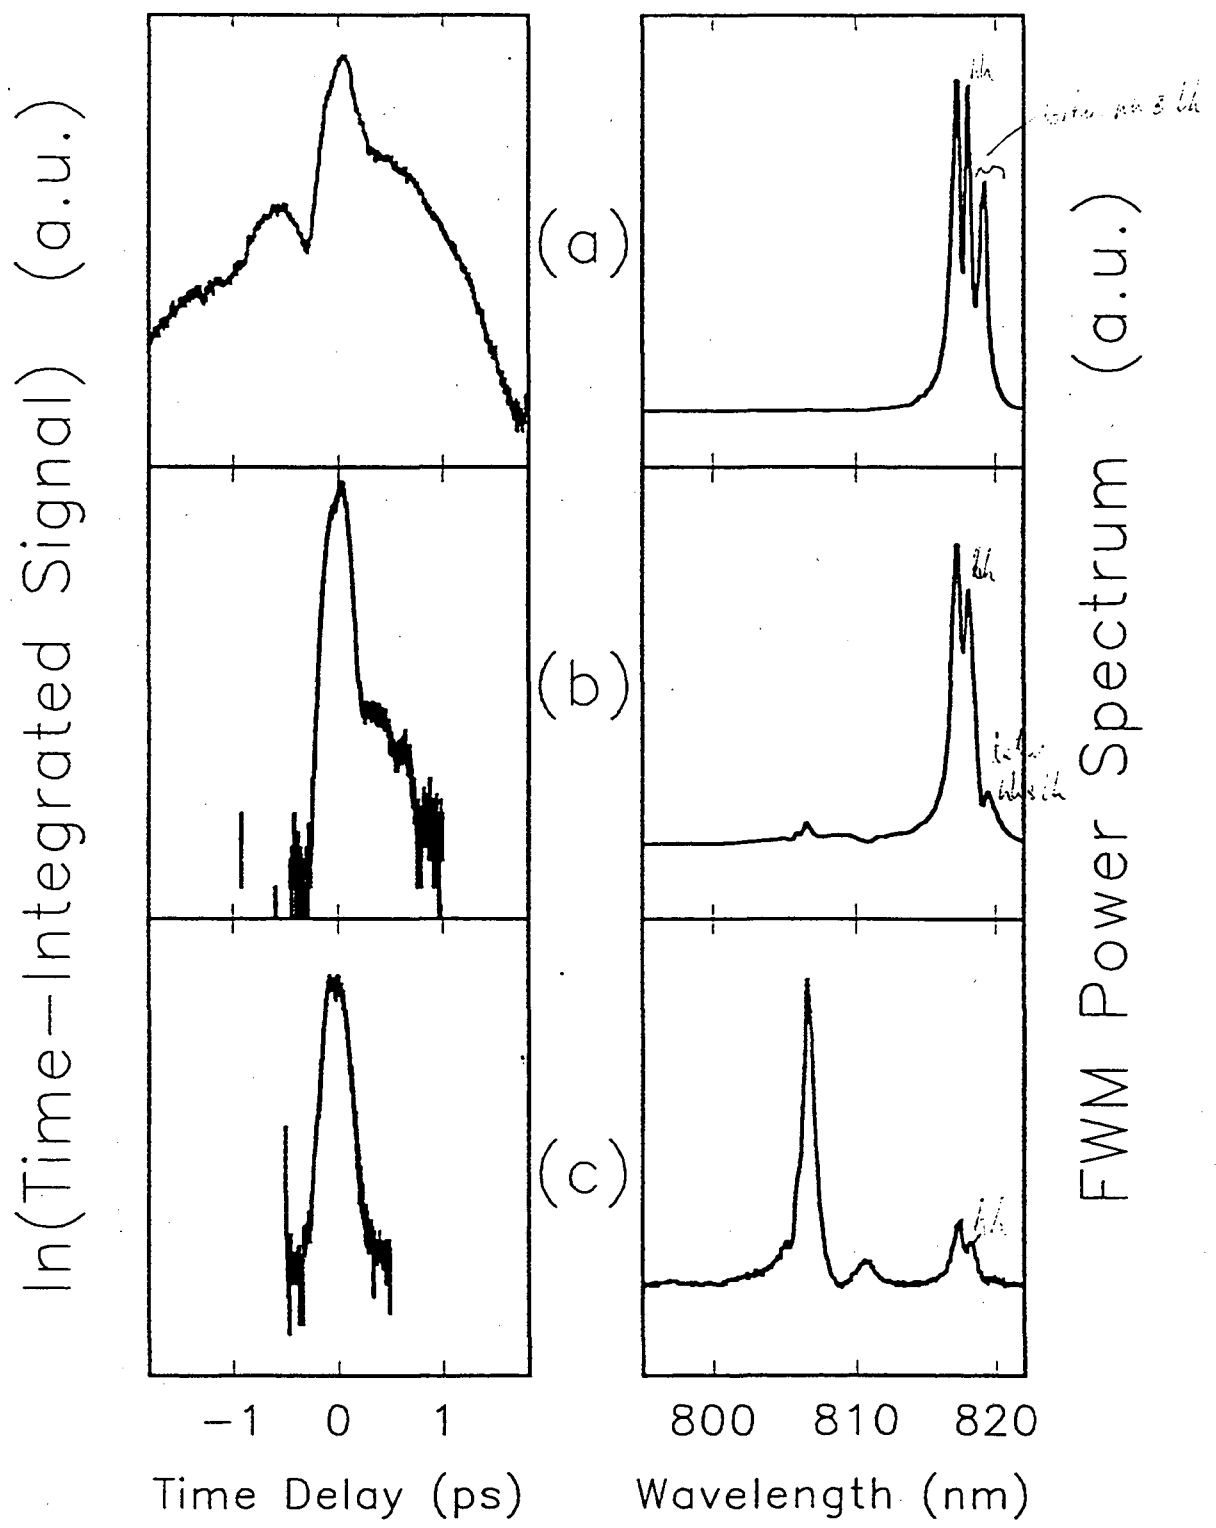 ln(Time-Integrated Signal) (a.u.)
(a)
(b)
(c)
FWM Power Spectrum (a.u.)
hh
hh
hh
-1 0 1
800 810 820
Time Delay (ps)
Wavelength (nm)